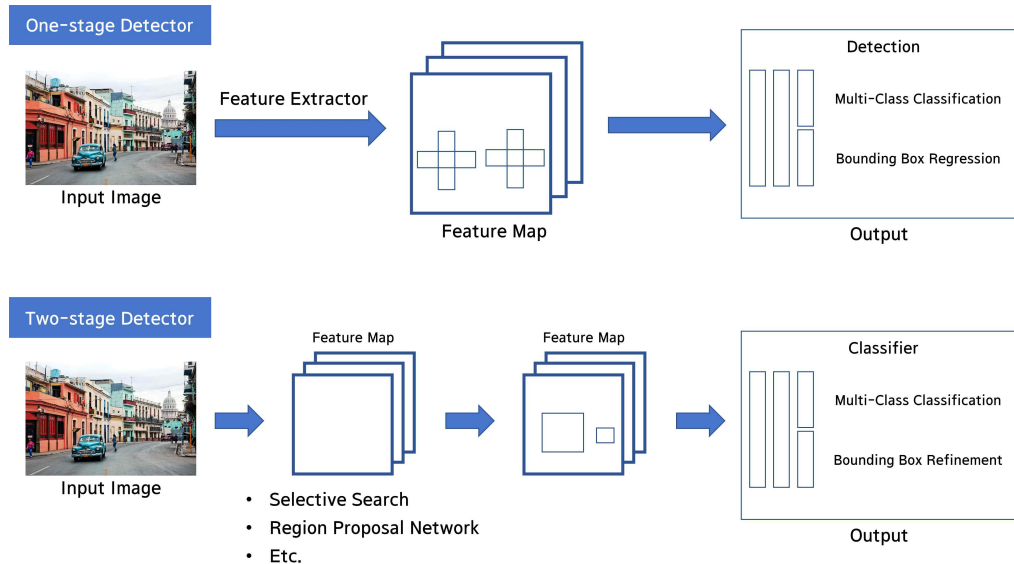 One-stage Detector
Feature Extractor
Input Image
Feature Map
Detection
Multi-Class Classification
Bounding Box Regression
Output
Two-stage Detector
Feature Map
Feature Map
Input Image
• Selective Search
• Region Proposal Network
• Etc.
Classifier
Multi-Class Classification
Bounding Box Refinement
Output